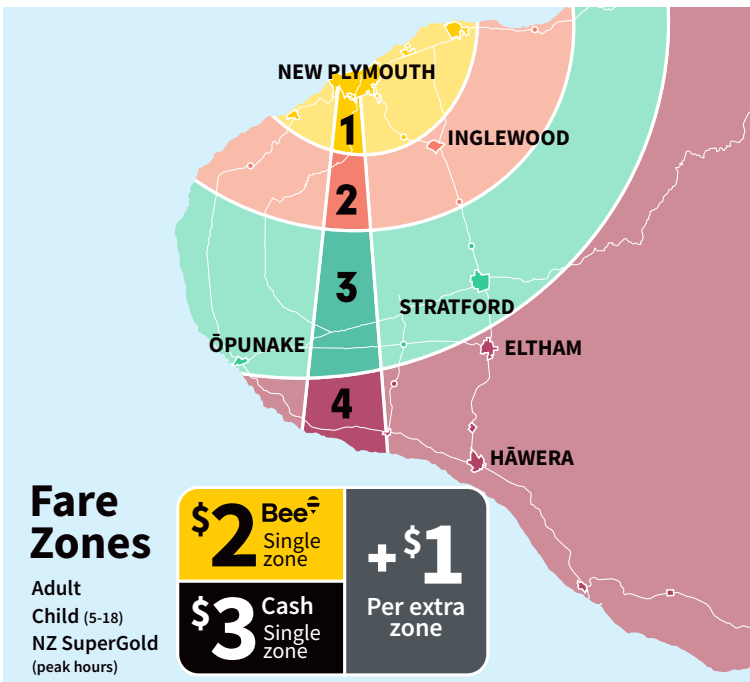 NEW PLYMOUTH
1
INGLEWOOD
2
3
STRATFORD
ŌPUNAKE
ELTHAM
4
HĀWERA
Fare
Zones
Adult
Child (5-18)
NZ SuperGold
(peak hours)
$2 Bee
Single
zone
$3 Cash
Single
zone
+$1
Per extra
zone